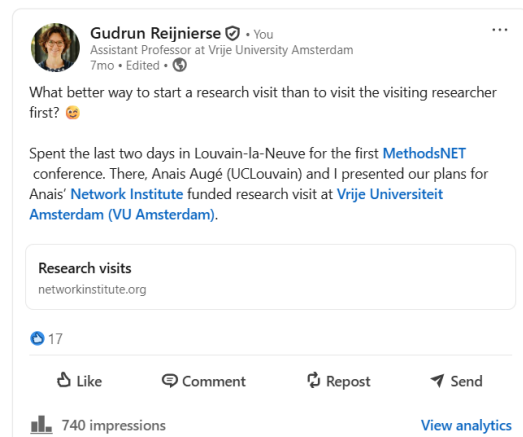 Gudrun Reijnierse • You
Assistant Professor at Vrije University Amsterdam
7mo • Edited •
What better way to start a research visit than to visit the visiting researcher
first? 😅
Spent the last two days in Louvain-la-Neuve for the first MethodsNET
conference. There, Anais Augé (UCLouvain) and I presented our plans for
Anais’ Network Institute funded research visit at Vrije Universiteit
Amsterdam (VU Amsterdam).
Research visits
networkinstitute.org
17
Like Comment Repost Send
740 impressions View analytics